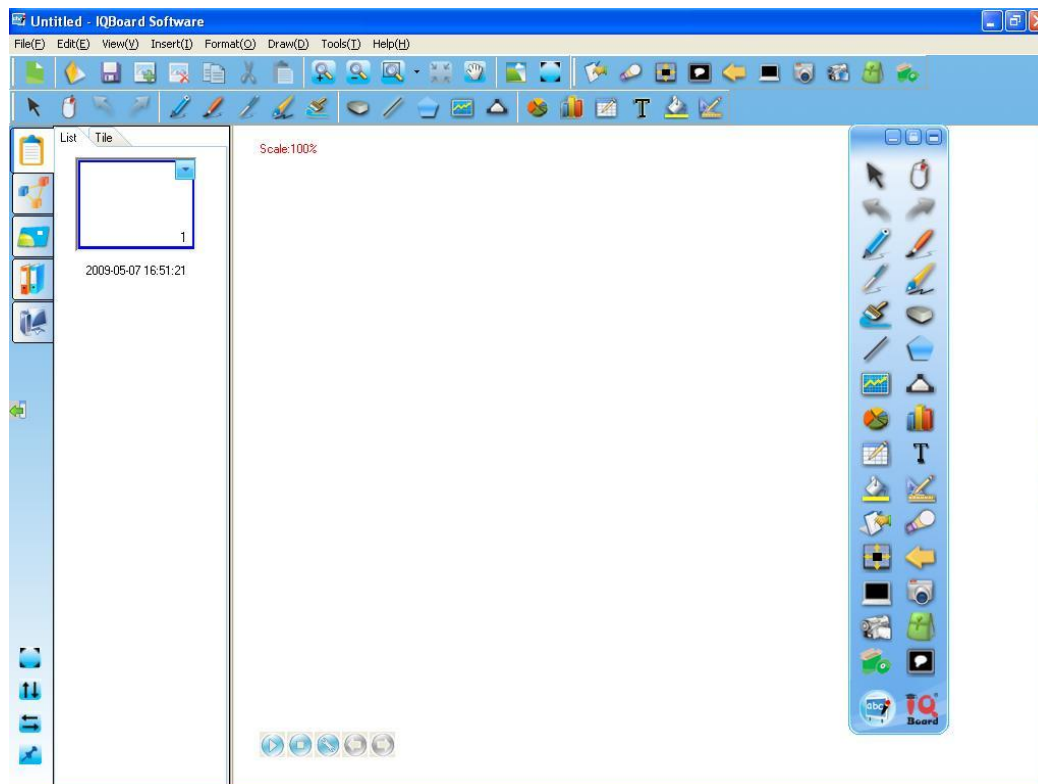 Untitled - IQBoard Software
File(F) Edit(E) View(V) Insert(I) Format(O) Draw(D) Tools(T) Help(H)
T
List Tile
Scale:100%
1
2009-05-07 16:51:21
T
abc
IQ
Board